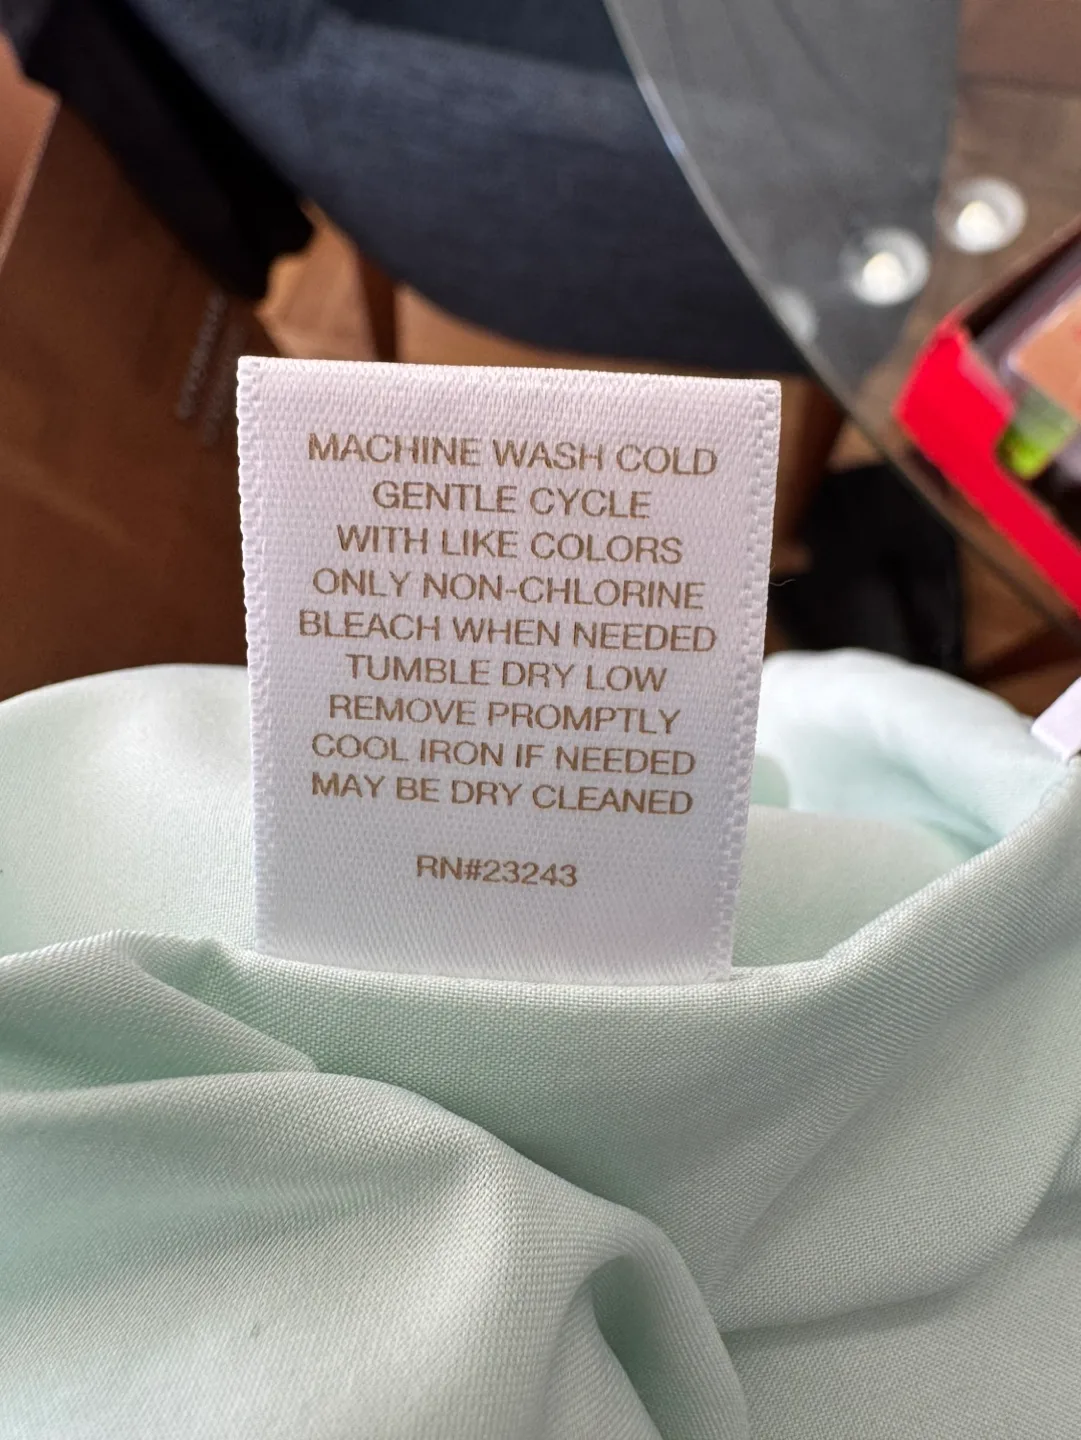 MACHINE WASH COLD
GENTLE CYCLE
WITH LIKE COLORS
ONLY NON-CHLORINE
BLEACH WHEN NEEDED
TUMBLE DRY LOW
REMOVE PROMPTLY
COOL IRON IF NEEDED
MAY BE DRY CLEANED
RN#23243